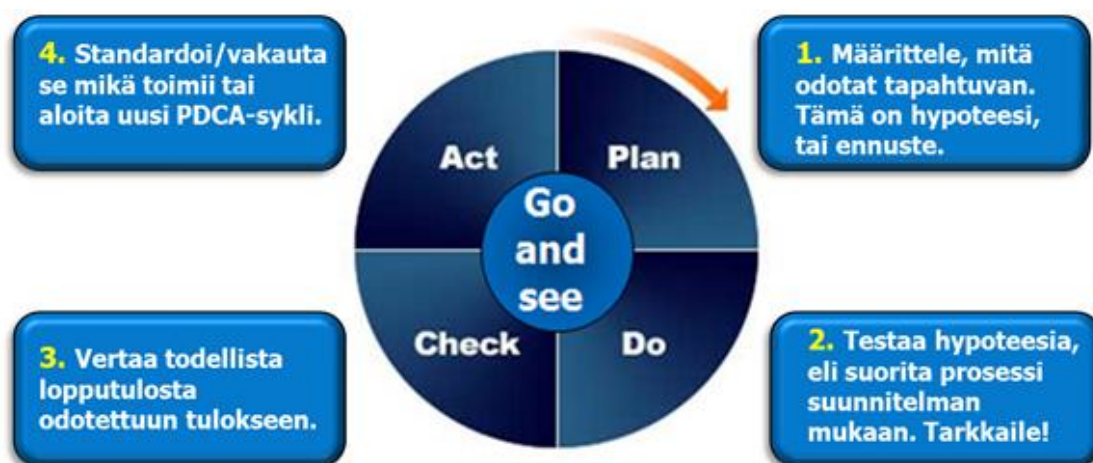 4. Standardoi/vakauta
se mikä toimii tai
aloita uusi PDCA-sykli.
1. Määrittele, mitä
odotat tapahtuvan.
Tämä on hypoteesi,
tai ennuste.
Act
Plan
Go
and
see
Check
Do
3. Vertaa todellista
lopputulosta
odotettuun tulokseen.
2. Testaa hypoteesia,
eli suorita prosessi
suunnitelman
mukaan. Tarkkaile!